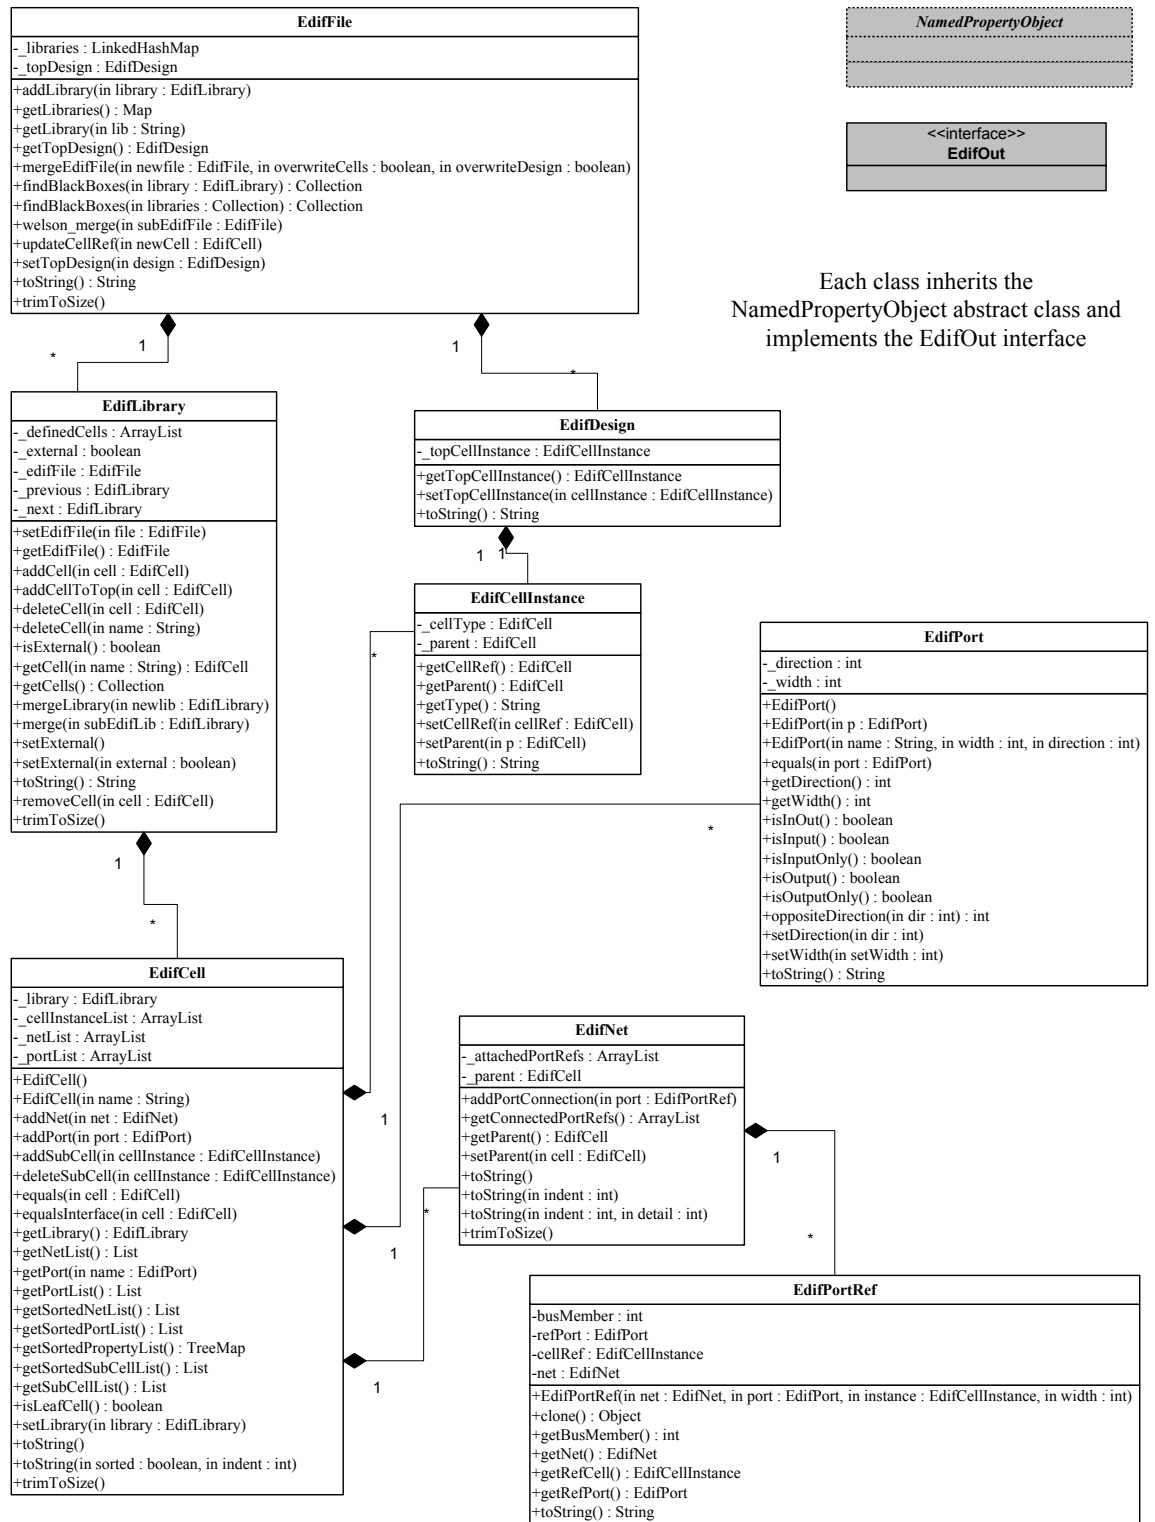 EdifFile
-_libraries : LinkedHashMap
-_topDesign : EdifDesign
+addLibrary(in library : EdifLibrary)
+getLibraries() : Map
+getLibrary(in lib : String)
+getTopDesign() : EdifDesign
+mergeEdifFile(in newfile : EdifFile, in overwriteCells : boolean, in overwriteDesign : boolean)
+findBlackBoxes(in library : EdifLibrary) : Collection
+findBlackBoxes(in libraries : Collection) : Collection
+welson_merge(in subEdifFile : EdifFile)
+updateCellRef(in newCell : EdifCell)
+setTopDesign(in design : EdifDesign)
+toString() : String
+trimToSize()
NamedPropertyObject
<<interface>>
EdifOut
Each class inherits the
NamedPropertyObject abstract class and
implements the EdifOut interface
1
*
1
*
EdifLibrary
-_definedCells : ArrayList
-_external : boolean
-_edifFile : EdifFile
-_previous : EdifLibrary
-_next : EdifLibrary
+setEdifFile(in file : EdifFile)
+getEdifFile() : EdifFile
+addCell(in cell : EdifCell)
+addCellToTop(in cell : EdifCell)
+deleteCell(in cell : EdifCell)
+deleteCell(in name : String)
+isExternal() : boolean
+getCell(in name : String) : EdifCell
+getCells() : Collection
+mergeLibrary(in newlib : EdifLibrary)
+merge(in subEdifLib : EdifLibrary)
+setExternal()
+setExternal(in external : boolean)
+toString() : String
+removeCell(in cell : EdifCell)
+trimToSize()
EdifDesign
-_topCellInstance : EdifCellInstance
+getTopCellInstance() : EdifCellInstance
+setTopCellInstance(in cellInstance : EdifCellInstance)
+toString() : String
1
1
EdifCellInstance
-_cellType : EdifCell
-_parent : EdifCell
+getCellRef() : EdifCell
+getParent() : EdifCell
+getType() : String
+setCellRef(in cellRef : EdifCell)
+setParent(in p : EdifCell)
+toString() : String
*
EdifPort
-_direction : int
-_width : int
+EdifPort()
+EdifPort(in p : EdifPort)
+EdifPort(in name : String, in width : int, in direction : int)
+equals(in port : EdifPort)
+getDirection() : int
+getWidth() : int
+isInOut() : boolean
+isInput() : boolean
+isInputOnly() : boolean
+isOutput() : boolean
+isOutputOnly() : boolean
+oppositeDirection(in dir : int) : int
+setDirection(in dir : int)
+setWidth(in setWidth : int)
+toString() : String
*
1
*
EdifCell
-_library : EdifLibrary
-_cellInstanceList : ArrayList
-_netList : ArrayList
-_portList : ArrayList
+EdifCell()
+EdifCell(in name : String)
+addNet(in net : EdifNet)
+addPort(in port : EdifPort)
+addSubCell(in cellInstance : EdifCellInstance)
+deleteSubCell(in cellInstance : EdifCellInstance)
+equals(in cell : EdifCell)
+equalsInterface(in cell : EdifCell)
+getLibrary() : EdifLibrary
+getNetList() : List
+getPort(in name : EdifPort)
+getPortList() : List
+getSortedNetList() : List
+getSortedPortList() : List
+getSortedPropertyList() : TreeMap
+getSortedSubCellList() : List
+getSubCellList() : List
+isLeafCell() : boolean
+setLibrary(in library : EdifLibrary)
+toString()
+toString(in sorted : boolean, in indent : int)
+trimToSize()
1
1
1
*
EdifNet
-_attachedPortRefs : ArrayList
-_parent : EdifCell
+addPortConnection(in port : EdifPortRef)
+getConnectedPortRefs() : ArrayList
+getParent() : EdifCell
+setParent(in cell : EdifCell)
+toString()
+toString(in indent : int)
+toString(in indent : int, in detail : int)
+trimToSize()
1
*
EdifPortRef
-busMember : int
-refPort : EdifPort
-cellRef : EdifCellInstance
-net : EdifNet
+EdifPortRef(in net : EdifNet, in port : EdifPort, in instance : EdifCellInstance, in width : int)
+clone() : Object
+getBusMember() : int
+getNet() : EdifNet
+getRefCell() : EdifCellInstance
+getRefPort() : EdifPort
+toString() : String